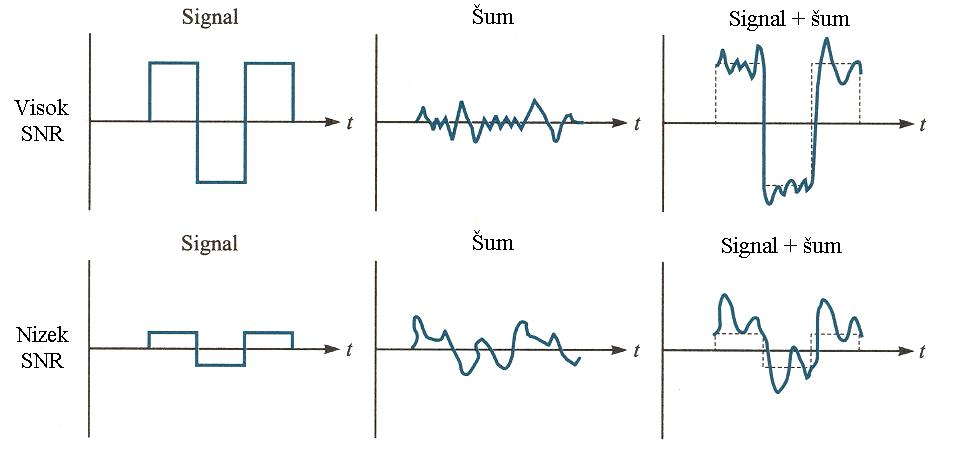 Signal
Šum
Signal + šum
Visok
SNR
t
t
t
Signal
Šum
Signal + šum
Nizek
SNR
t
t
t